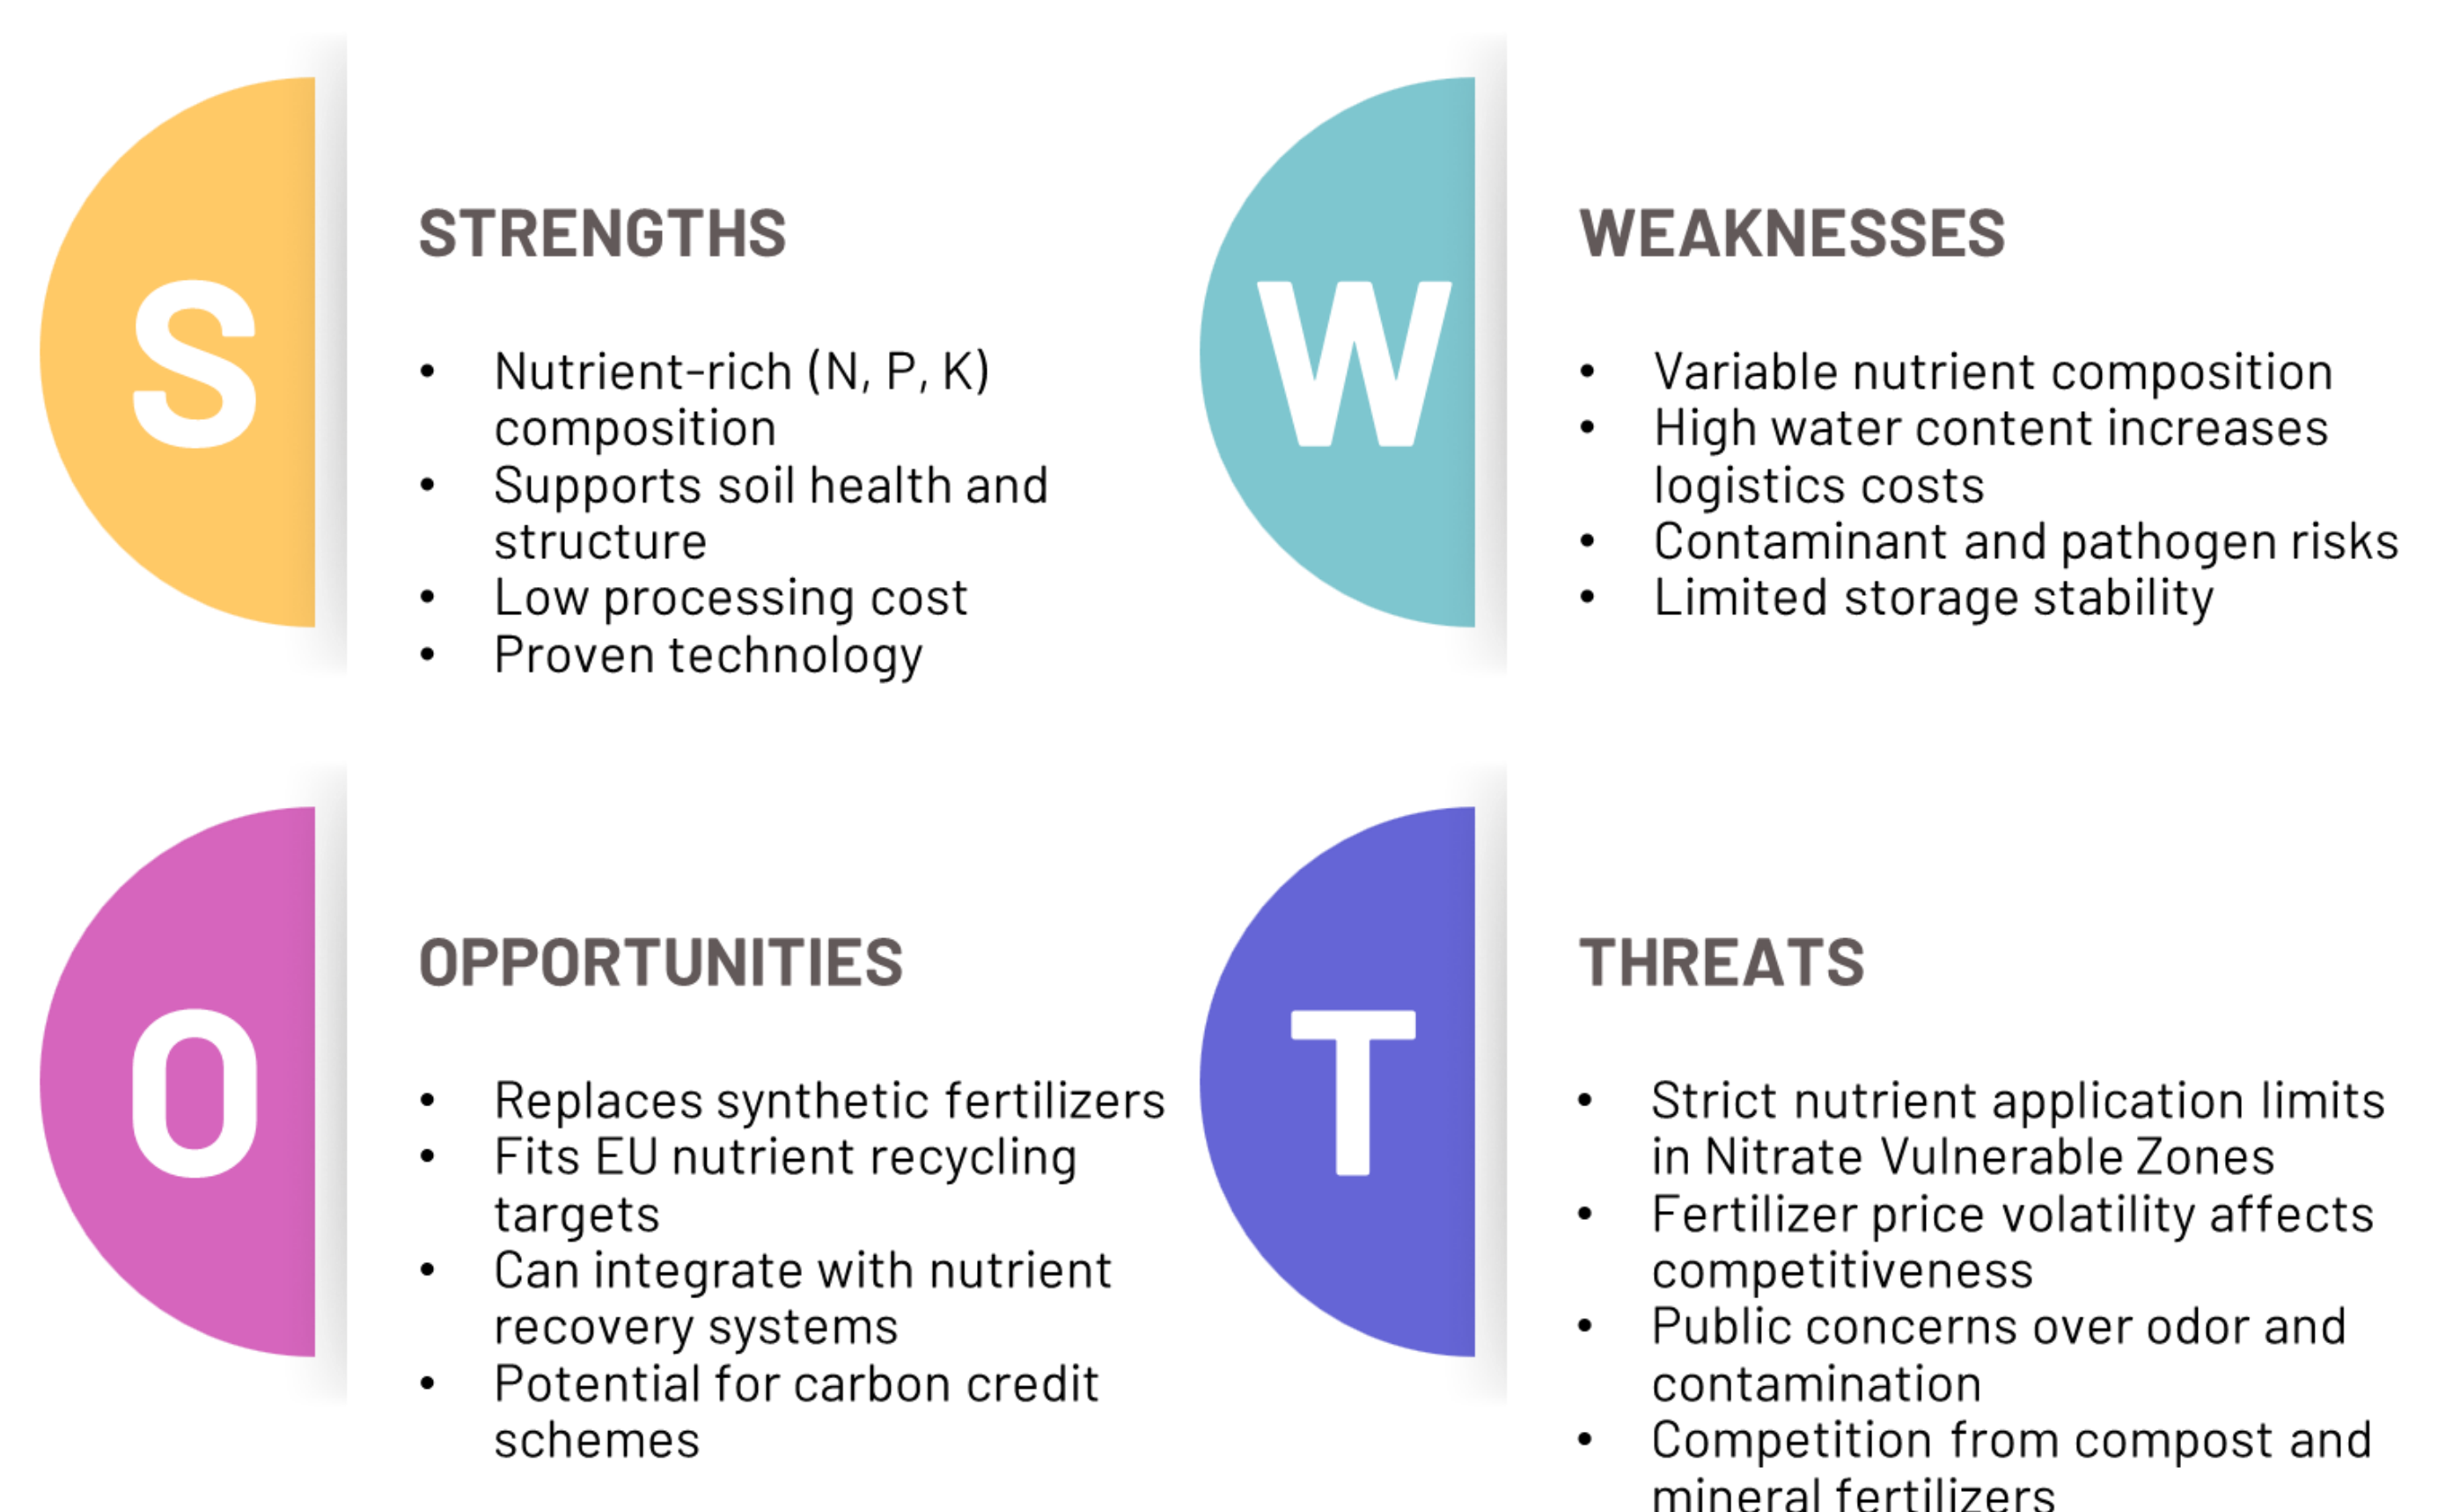 S
STRENGTHS
• Nutrient-rich (N, P, K)
composition
• Supports soil health and
structure
• Low processing cost
• Proven technology
W
WEAKNESSES
• Variable nutrient composition
• High water content increases
logistics costs
• Contaminant and pathogen risks
• Limited storage stability
O
OPPORTUNITIES
• Replaces synthetic fertilizers
• Fits EU nutrient recycling
targets
• Can integrate with nutrient
recovery systems
• Potential for carbon credit
schemes
T
THREATS
• Strict nutrient application limits
in Nitrate Vulnerable Zones
• Fertilizer price volatility affects
competitiveness
• Public concerns over odor and
contamination
• Competition from compost and
mineral fertilizers